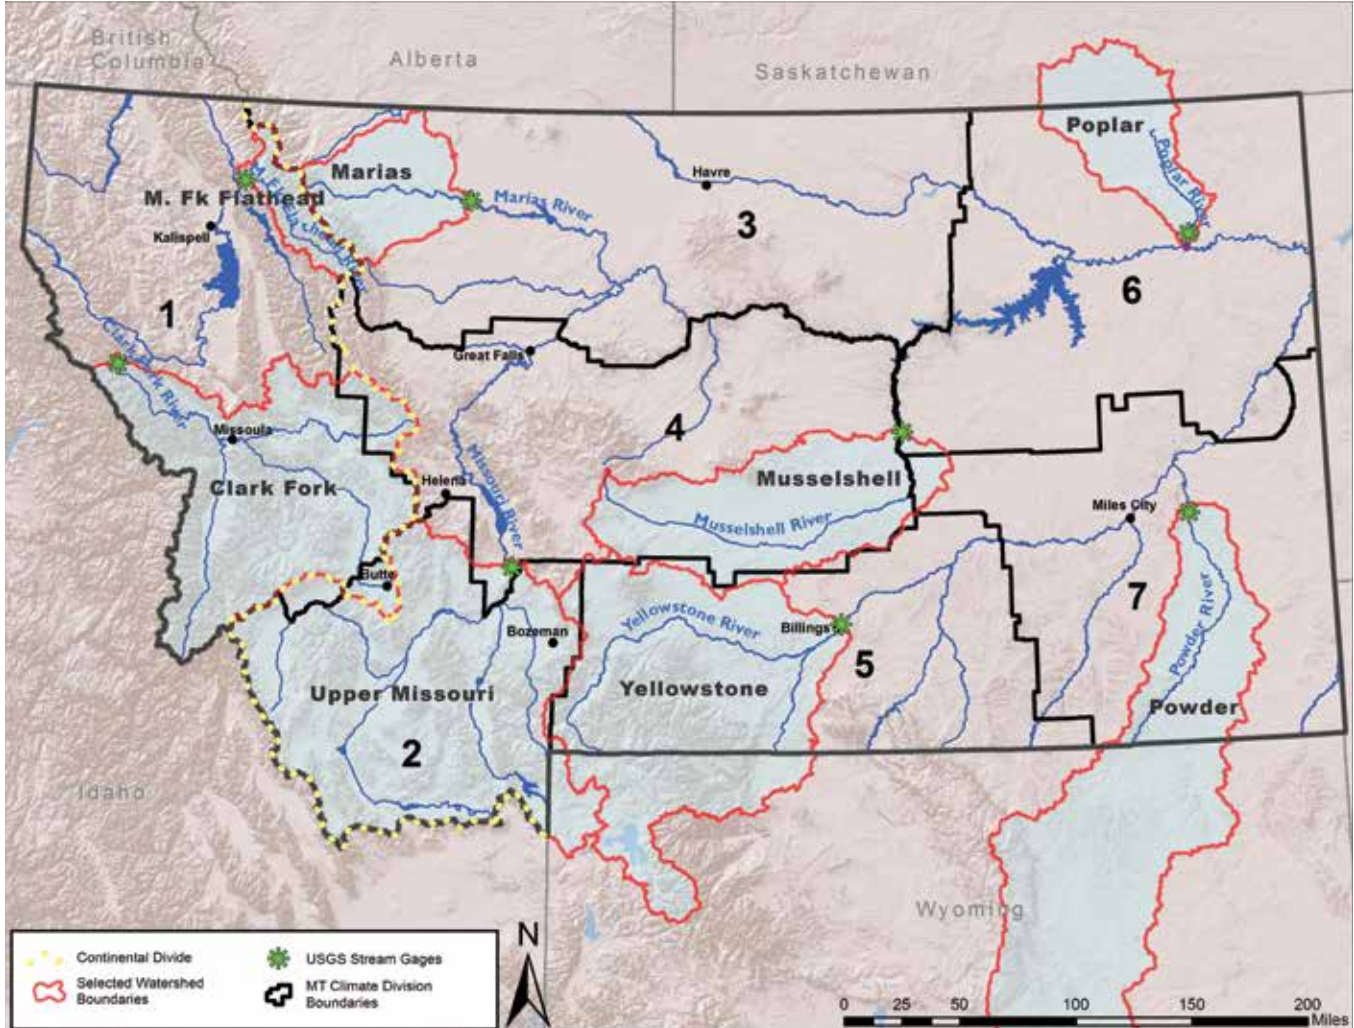 British
Columbia
Alberta
Saskatchewan
Poplar
Poplar River
Marias
Havre
M. Fk Flathead
Marias River
3
Kalispell
6
1
Clark Fork River
Great Falls
4
Missoula
Missouri River
Musselshell
Helena
Clark Fork
Miles City
Musselshell River
Butte
7
Powder River
Yellowstone River
Billings
Bozeman
5
Upper Missouri
Yellowstone
Powder
2
Idaho
Wyoming
N
Continental Divide
USGS Stream Gages
Selected Watershed
Boundaries
MT Climate Division
Boundaries
0 25 50 100 150 200
Miles